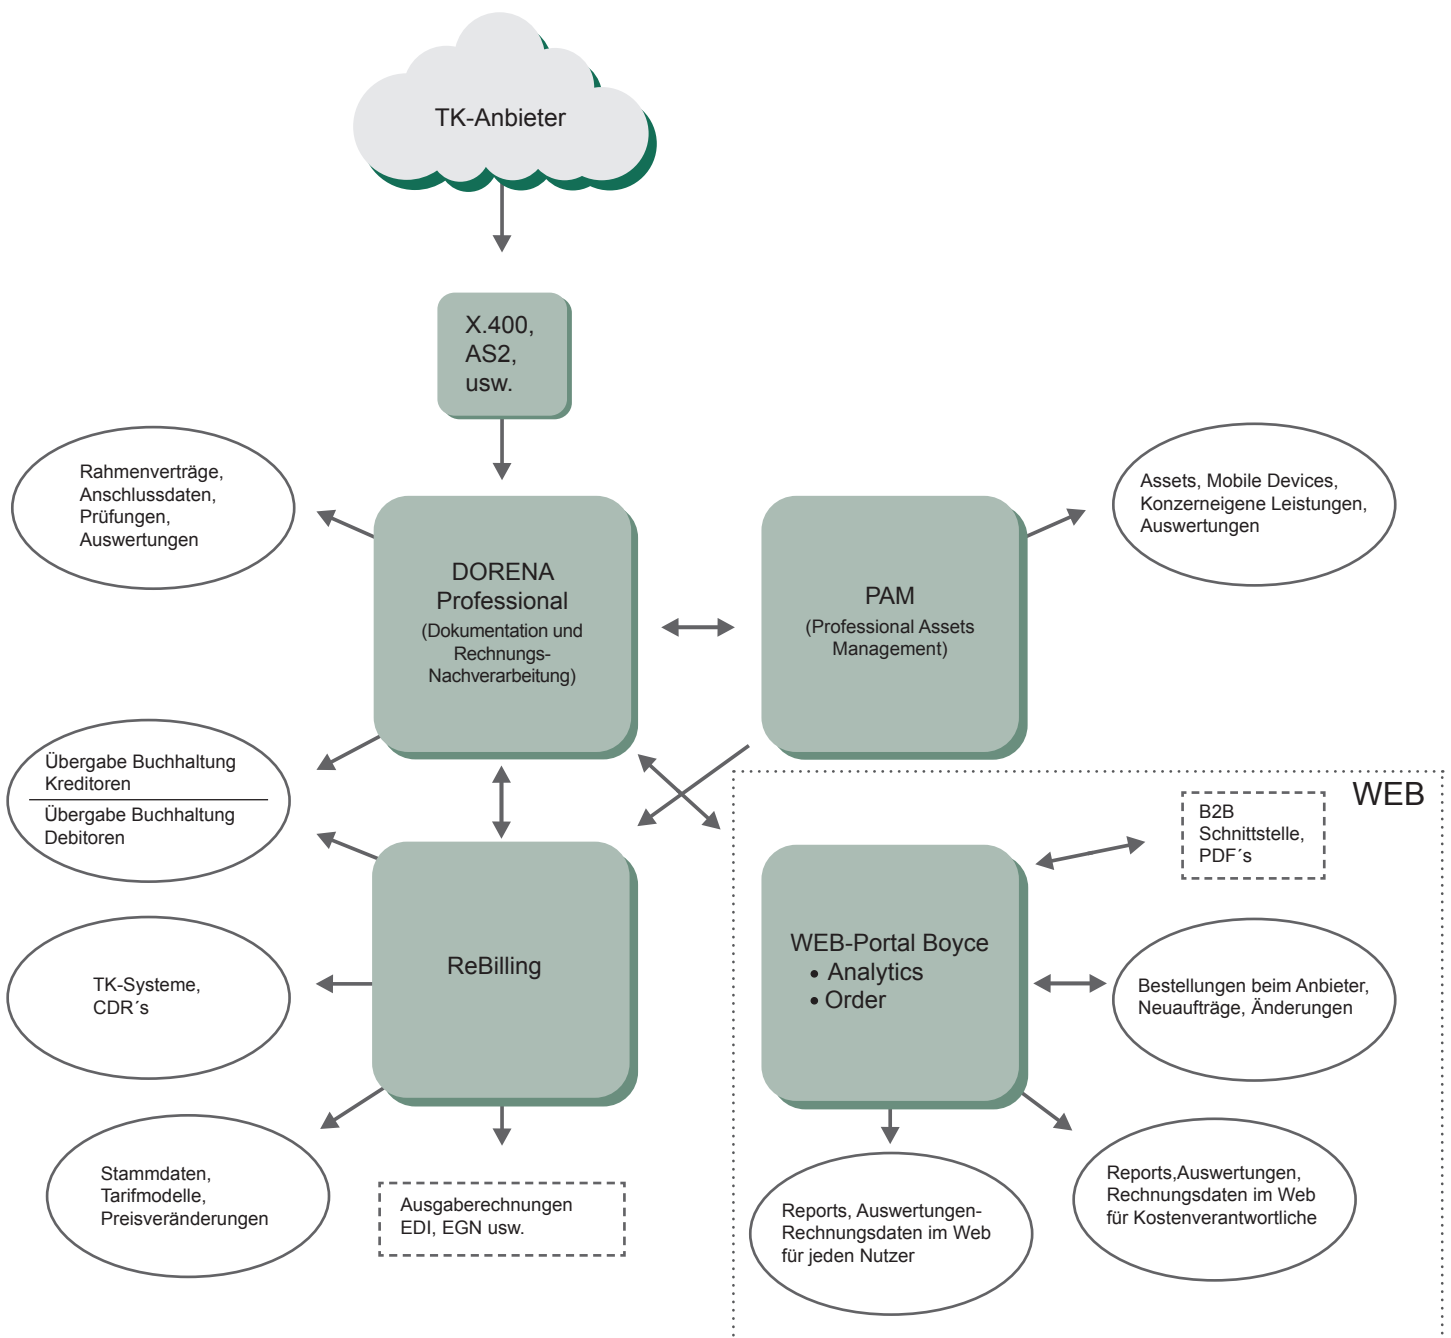 TK-Anbieter
X.400,
AS2,
usw.
Rahmenverträge,
Anschlussdaten,
Prüfungen,
Auswertungen
DORENA
Professional
(Dokumentation und
Rechnungs-
Nachverarbeitung)
PAM
(Professional Assets
Management)
Assets, Mobile Devices,
Konzerneigene Leistungen,
Auswertungen
Übergabe Buchhaltung
Kreditoren
Übergabe Buchhaltung
Debitoren
WEB
B2B
Schnittstelle,
PDF´s
ReBilling
WEB-Portal Boyce
• Analytics
• Order
TK-Systeme,
CDR´s
Bestellungen beim Anbieter,
Neuaufträge, Änderungen
Stammdaten,
Tarifmodelle,
Preisveränderungen
Ausgaberechnungen
EDI, EGN usw.
Reports, Auswertungen-
Rechnungsdaten im Web
für jeden Nutzer
Reports,Auswertungen,
Rechnungsdaten im Web
für Kostenverantwortliche